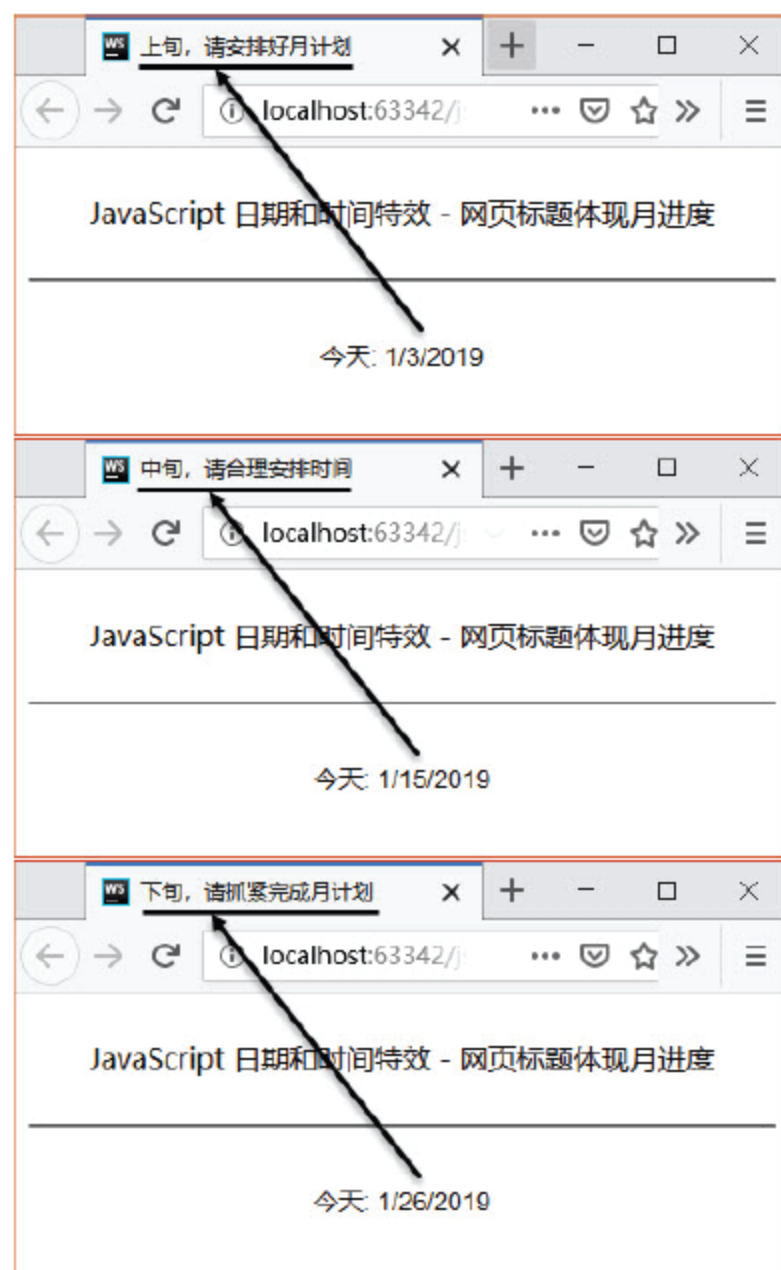 WS 上旬，请安排好月计划
localhost:63342/j
JavaScript 日期和时间特效 - 网页标题体现月进度
今天: 1/3/2019
WS 中旬，请合理安排时间
localhost:63342/j
JavaScript 日期和时间特效 - 网页标题体现月进度
今天: 1/15/2019
WS 下旬，请抓紧完成月计划
localhost:63342/j
JavaScript 日期和时间特效 - 网页标题体现月进度
今天: 1/26/2019